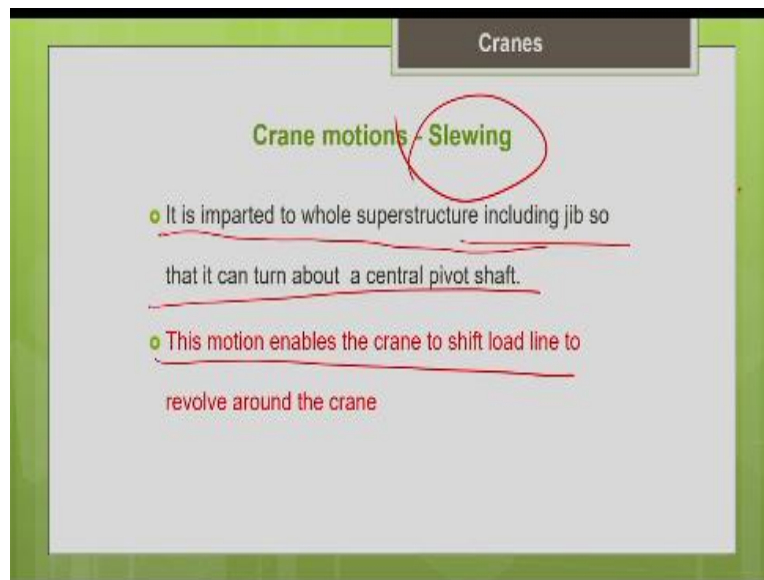 Cranes
Crane motions - Slewing
It is imparted to whole superstructure including jib so
that it can turn about a central pivot shaft.
This motion enables the crane to shift load line to
revolve around the crane